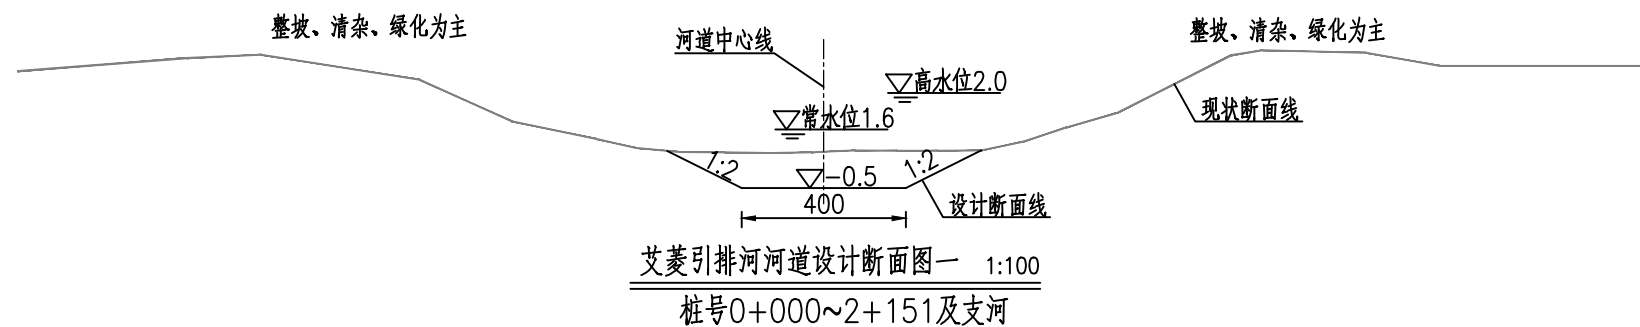 整坡、清杂、绿化为主
整坡、清杂、绿化为主
河道中心线
高水位2.0
常水位1.6
现状断面线
1:2
1:2
-0.5
400
设计断面线
艾菱引排河河道设计断面图一 1:100
桩号0+000~2+151及支河